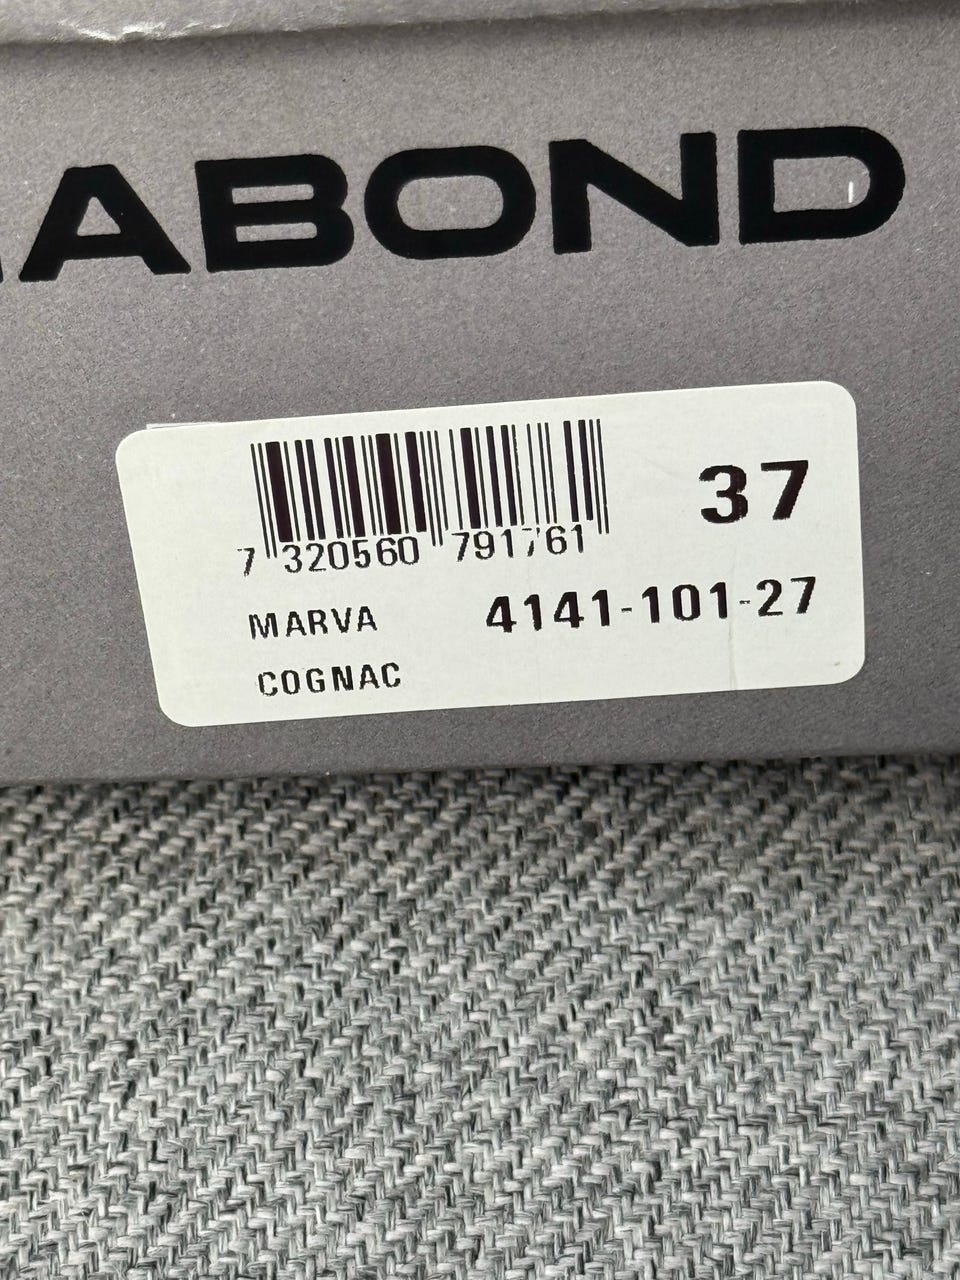 ABOND
37
7 320560 791761
MARVA 4141-101-27
COGNAC